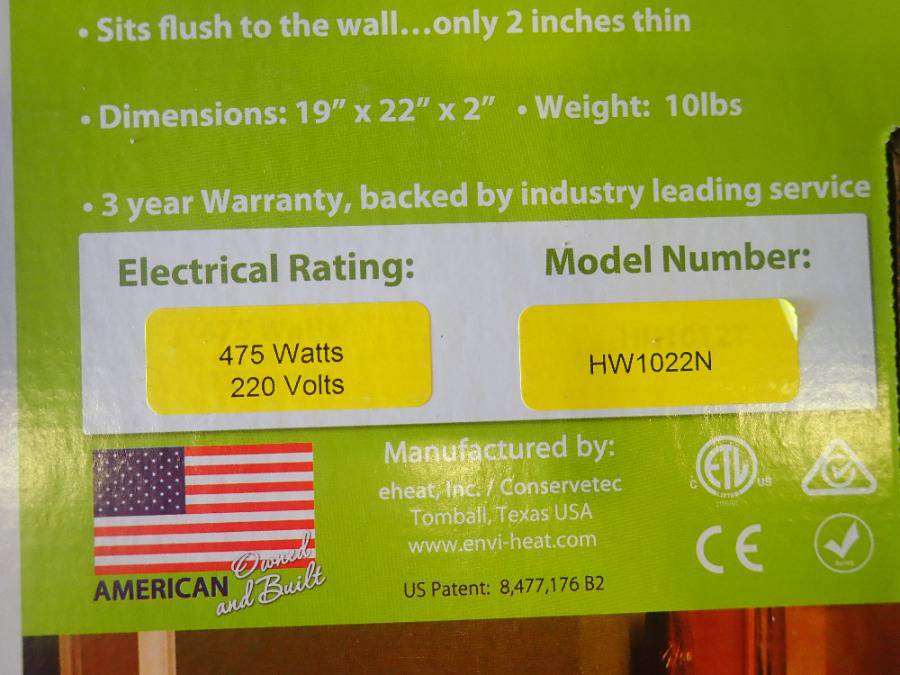 • Sits flush to the wall...only 2 inches thin
• Dimensions: 19" x 22" x 2" • Weight: 10lbs
• 3 year Warranty, backed by industry leading service
Electrical Rating:
475 Watts
220 Volts
Model Number:
HW1022N
AMERICAN Owned
and Built
Manufactured by:
eheat, Inc. / Conservetec
Tomball, Texas USA
www.envi-heat.com
US Patent: 8,477,176 B2
C ETL US
LISTED
CE